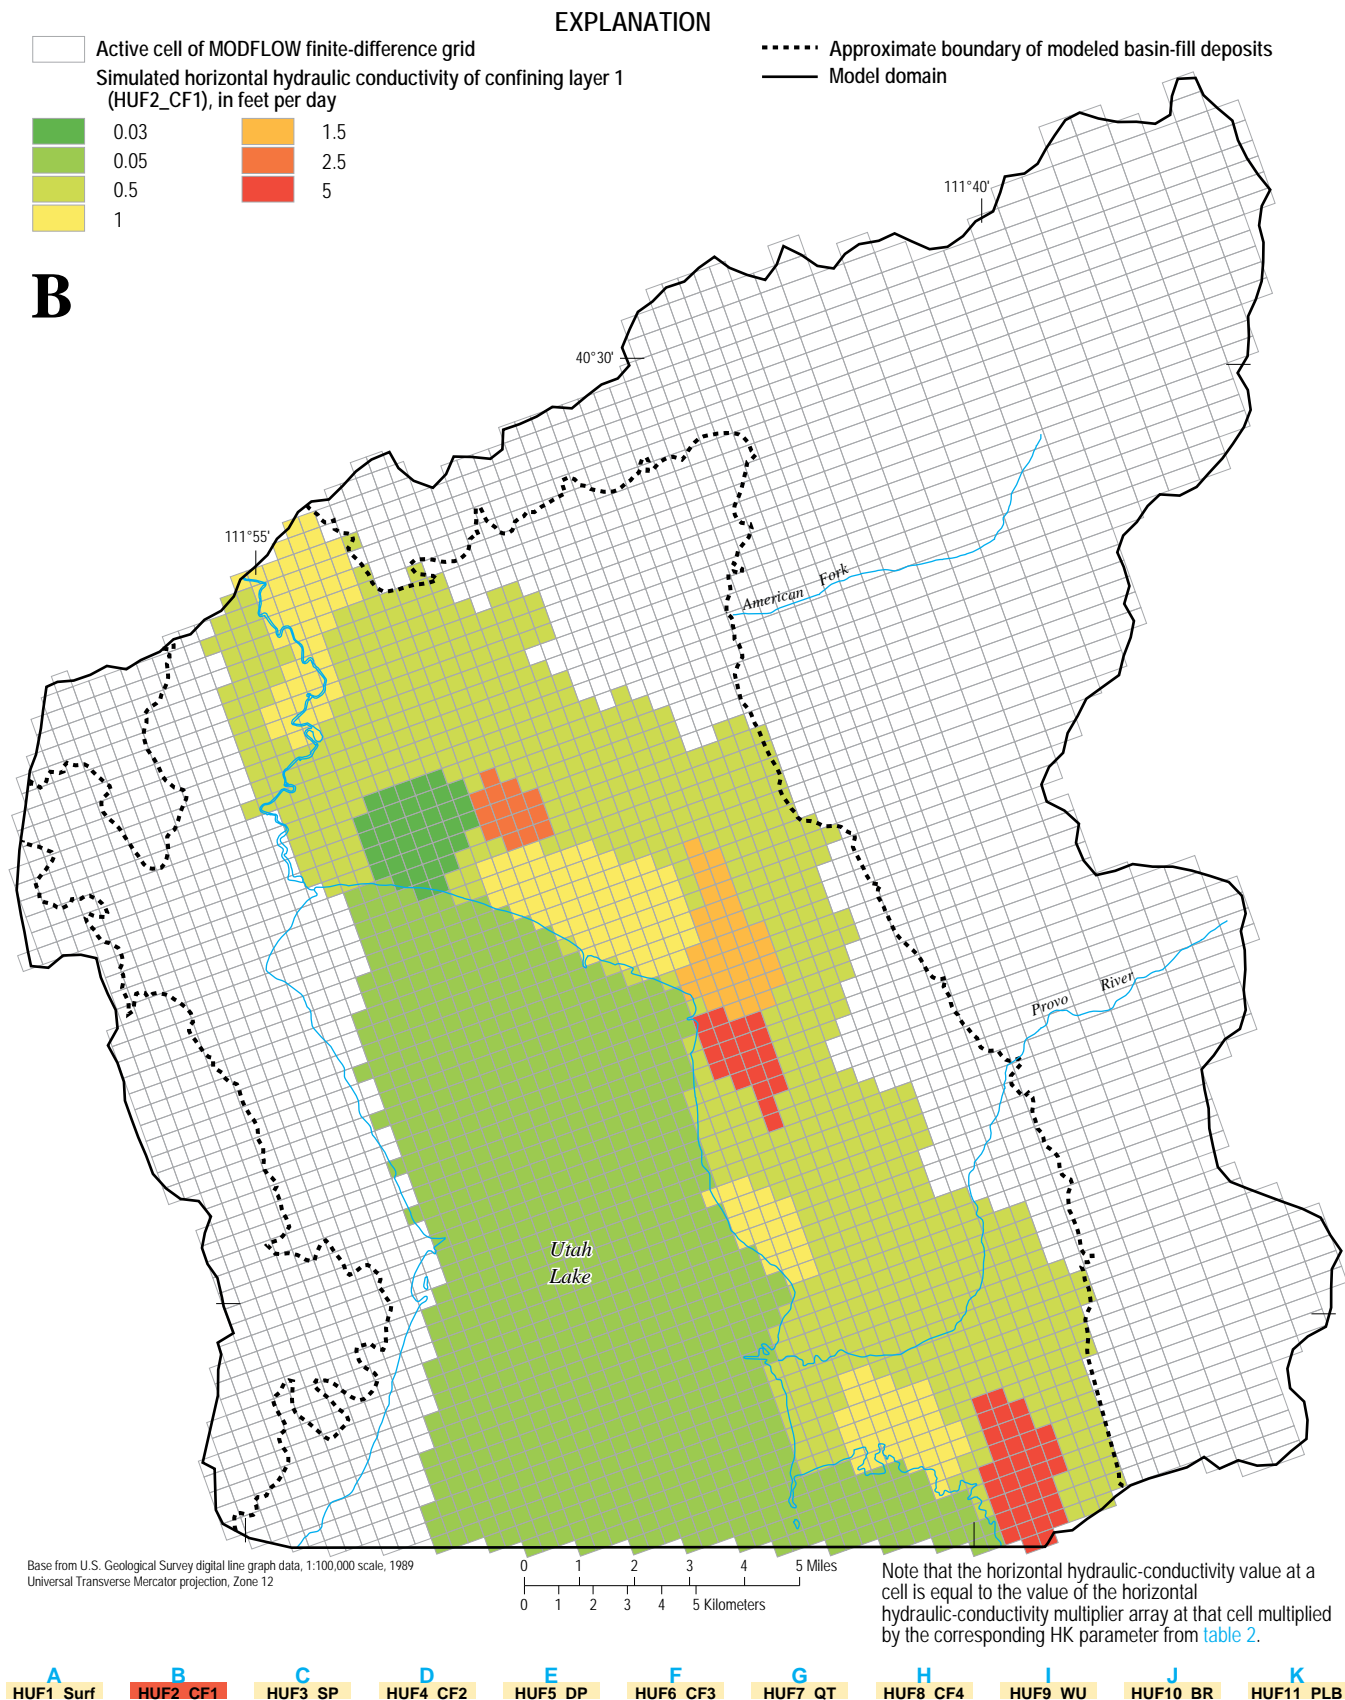 EXPLANATION
Active cell of MODFLOW finite-difference grid
Simulated horizontal hydraulic conductivity of confining layer 1
(HUF2_CF1), in feet per day
0.03
0.05
0.5
1
1.5
2.5
5
Approximate boundary of modeled basin-fill deposits
Model domain
B
111°40'
40°30'
111°55'
American Fork
Provo River
Utah
Lake
Base from U.S. Geological Survey digital line graph data, 1:100,000 scale, 1989
Universal Transverse Mercator projection, Zone 12
0 1 2 3 4 5 Miles
0 1 2 3 4 5 Kilometers
Note that the horizontal hydraulic-conductivity value at a
cell is equal to the value of the horizontal
hydraulic-conductivity multiplier array at that cell multiplied
by the corresponding HK parameter from table 2.
A B C D E F G H I J K
HUF1_Surf HUF2_CF1 HUF3_SP HUF4_CF2 HUF5_DP HUF6_CF3 HUF7_QT HUF8_CF4 HUF9_WU HUF10_BR HUF11_PLB